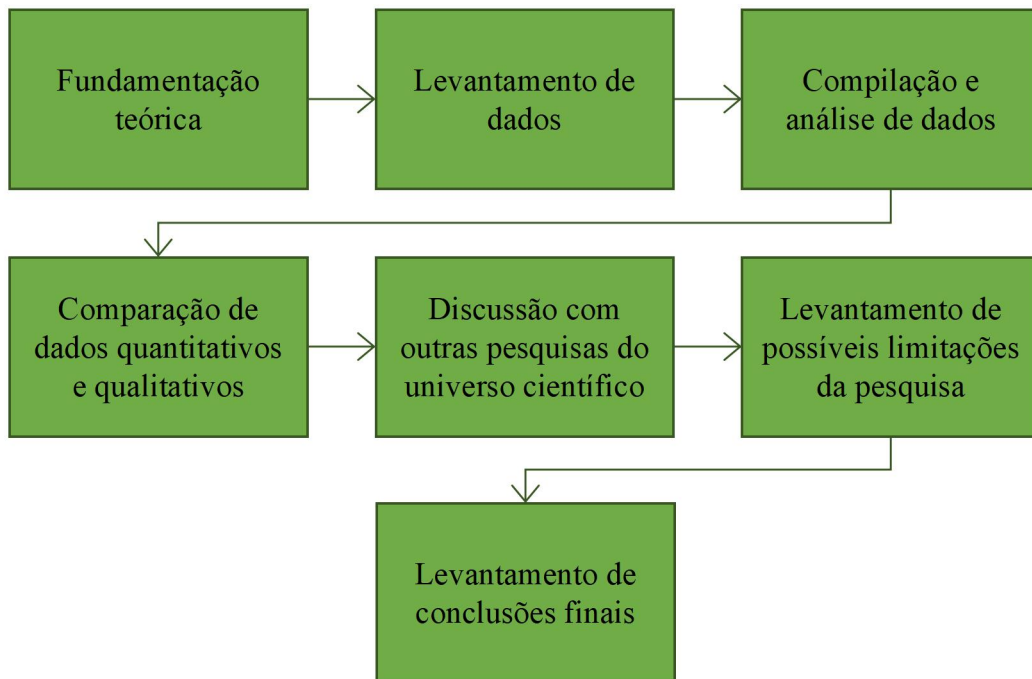 Fundamentação
teórica
Levantamento de
dados
Compilação e
análise de dados
Comparação de
dados quantitativos
e qualitativos
Discussão com
outras pesquisas do
universo científico
Levantamento de
possíveis limitações
da pesquisa
Levantamento de
conclusões finais